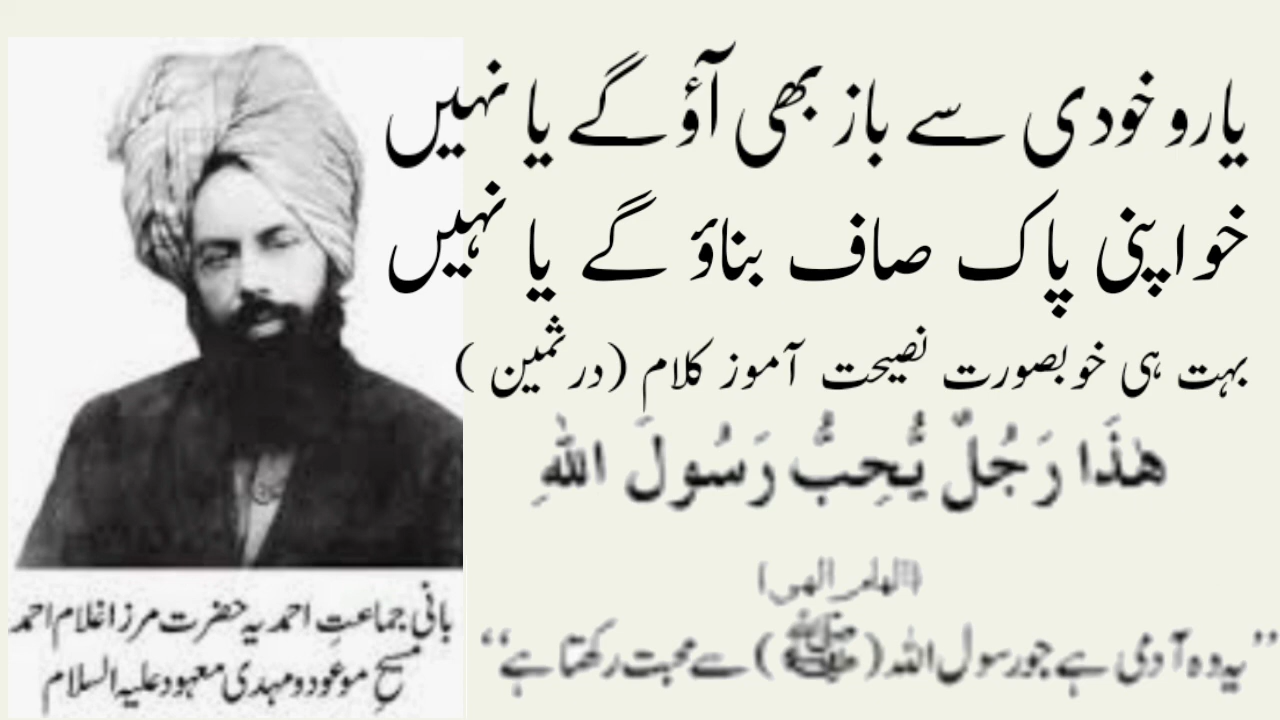 یارو خودی سے باز بھی آؤ گے یا نہیں
خو اپنی پاک صاف بناؤ گے یا نہیں
بہت ہی خوبصورت نصیحت آموز کلام (در ثمین)
هٰذَا رَجُلٌ يُّحِبُّ رَسُولَ اللّٰهِ
(الہام الٰہی)
”یہ وہ آدمی ہے جو رسول اللہ (ﷺ) سے محبت رکھتا ہے“
بانی جماعتِ احمدیہ حضرت مرزا غلام احمد
مسیحِ موعود و مہدی معہود علیہ السلام